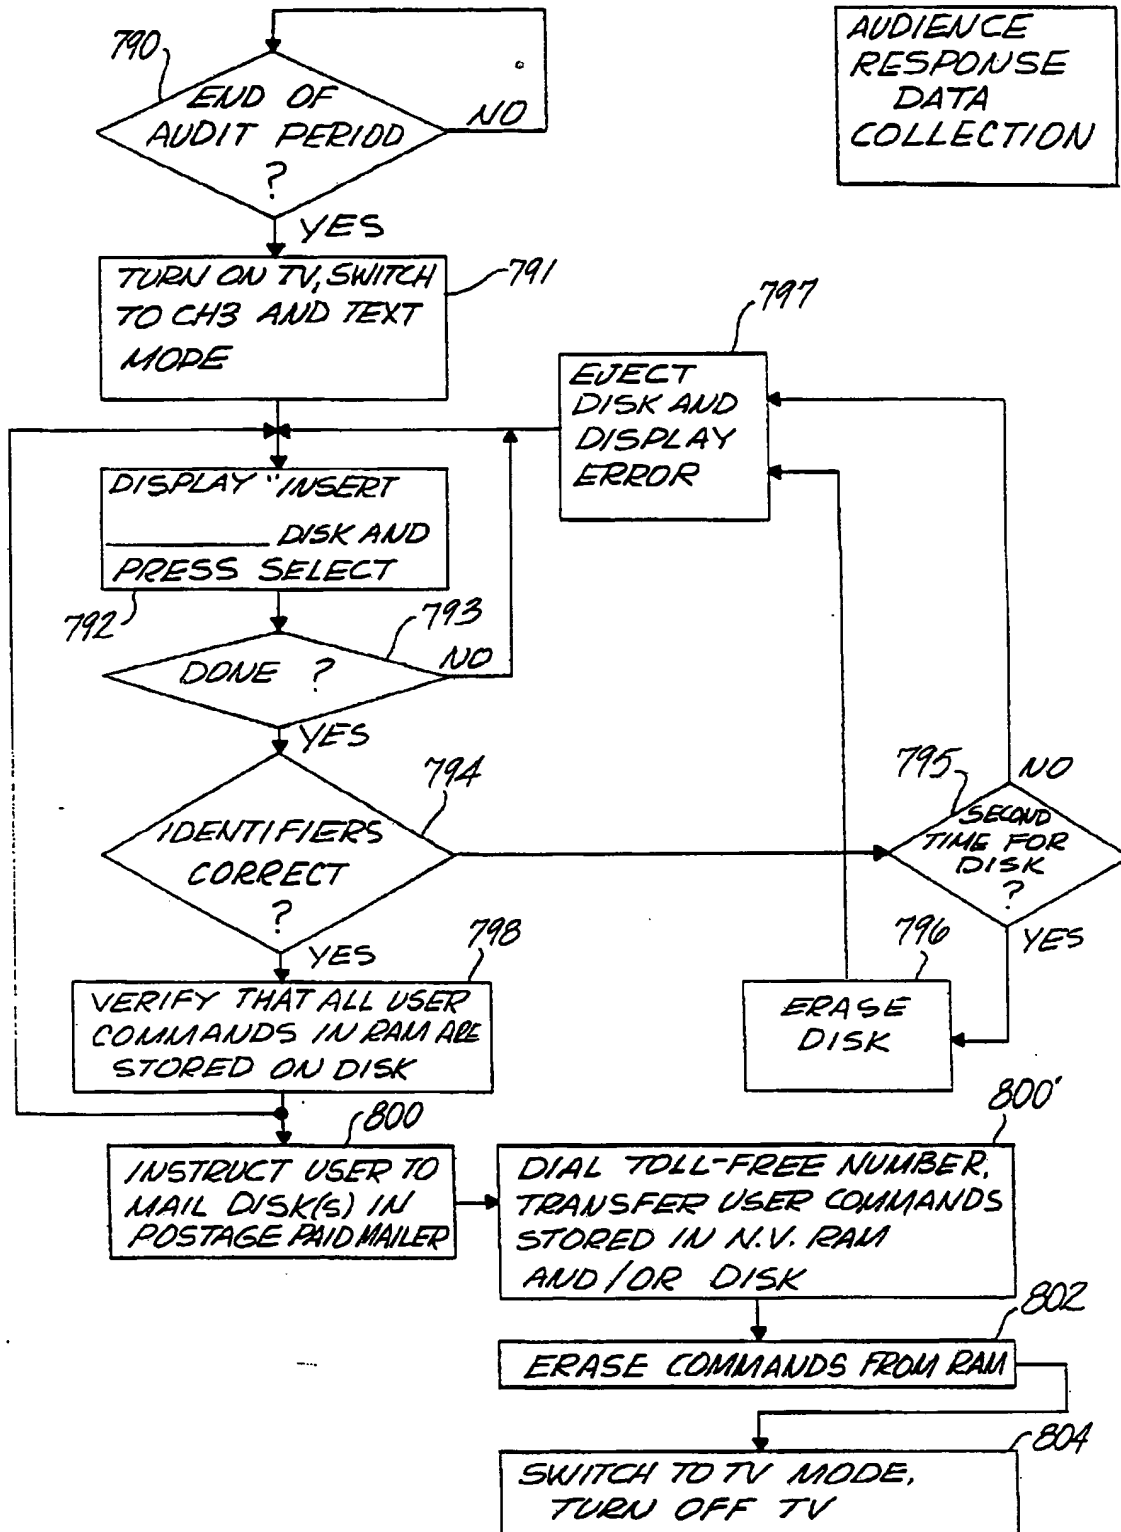 AUDIENCE
RESPONSE
DATA
COLLECTION
790
END OF
AUDIT PERIOD
?
NO
YES
791
TURN ON TV, SWITCH
TO CH3 AND TEXT
MODE
797
EJECT
DISK AND
DISPLAY
ERROR
DISPLAY "INSERT
________ DISK AND
PRESS SELECT
792
793
DONE ?
NO
YES
794
IDENTIFIERS
CORRECT
?
YES
795
NO
SECOND
TIME FOR
DISK
?
YES
796
ERASE
DISK
798
VERIFY THAT ALL USER
COMMANDS IN RAM ARE
STORED ON DISK
800
INSTRUCT USER TO
MAIL DISK(S) IN
POSTAGE PAID MAILER
800'
DIAL TOLL-FREE NUMBER,
TRANSFER USER COMMANDS
STORED IN N.V. RAM
AND/OR DISK
802
ERASE COMMANDS FROM RAM
804
SWITCH TO TV MODE,
TURN OFF TV